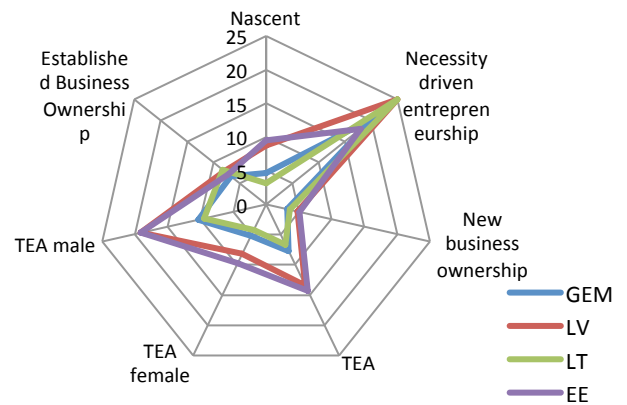 Nascent
25
20
15
10
5
0
Necessity
driven
entrepren
eurship
New
business
ownership
TEA
TEA
female
TEA male
Establishe
d Business
Ownershi
p
GEM
LV
LT
EE